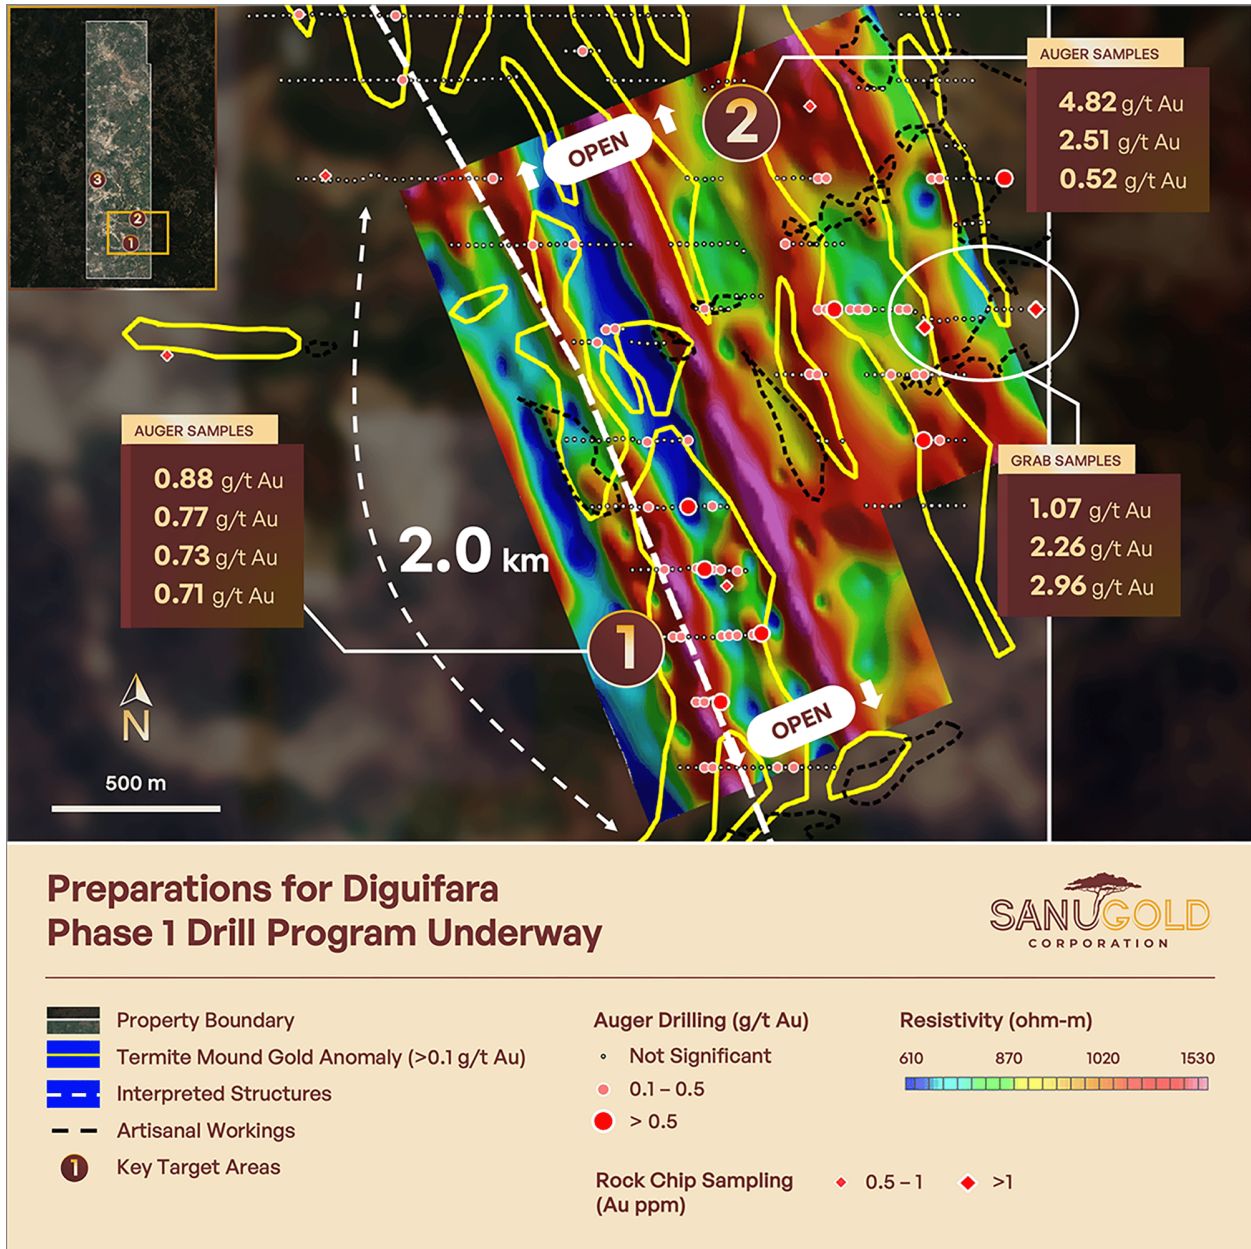 3
2
1
OPEN
2
AUGER SAMPLES
4.82 g/t Au
2.51 g/t Au
0.52 g/t Au
AUGER SAMPLES
0.88 g/t Au
0.77 g/t Au
0.73 g/t Au
0.71 g/t Au
2.0 km
GRAB SAMPLES
1.07 g/t Au
2.26 g/t Au
2.96 g/t Au
1
OPEN
N
500 m
Preparations for Diguifara
Phase 1 Drill Program Underway
SANUGOLD
CORPORATION
Property Boundary
Termite Mound Gold Anomaly (>0.1 g/t Au)
Interpreted Structures
Artisanal Workings
1 Key Target Areas
Auger Drilling (g/t Au)
Not Significant
0.1 – 0.5
> 0.5
Resistivity (ohm-m)
610 870 1020 1530
Rock Chip Sampling
(Au ppm)
0.5 – 1 >1